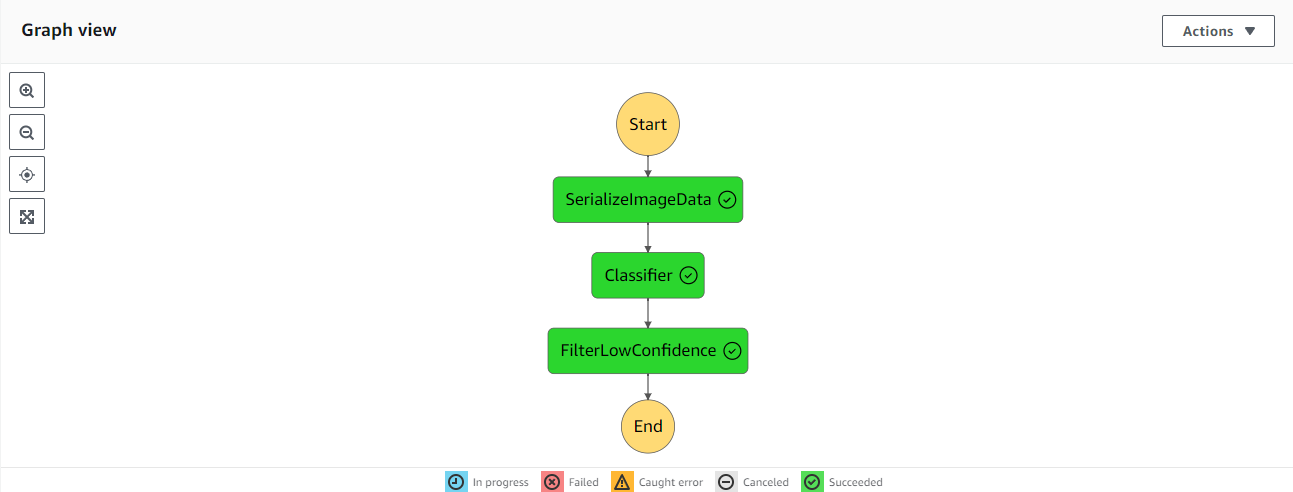 Graph view
Actions
Start
SerializeImageData
Classifier
FilterLowConfidence
End
In progress Failed Caught error Canceled Succeeded